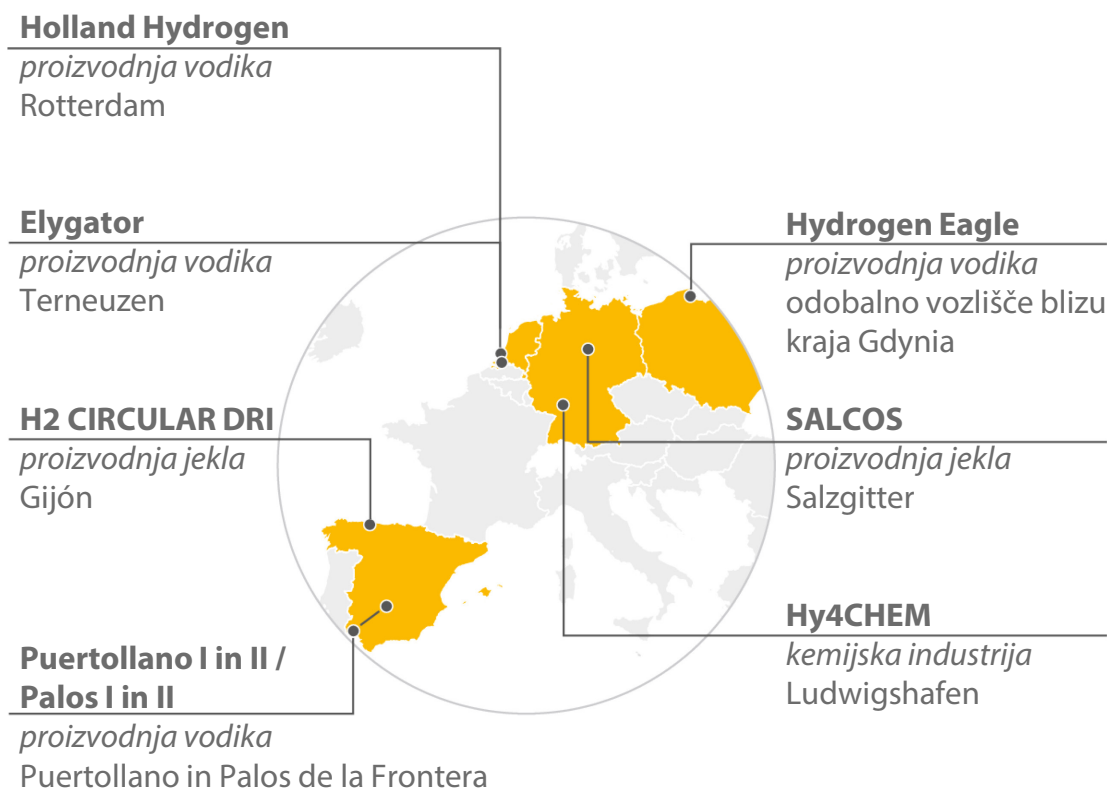 Holland Hydrogen
proizvodnja vodika
Rotterdam
Elygator
proizvodnja vodika
Terneuzen
H2 CIRCULAR DRI
proizvodnja jekla
Gijón
Puertollano I in II /
Palos I in II
proizvodnja vodika
Puertollano in Palos de la Frontera
Hydrogen Eagle
proizvodnja vodika
odobalno vozlišče blizu
kraja Gdynia
SALCOS
proizvodnja jekla
Salzgitter
Hy4CHEM
kemijska industrija
Ludwigshafen